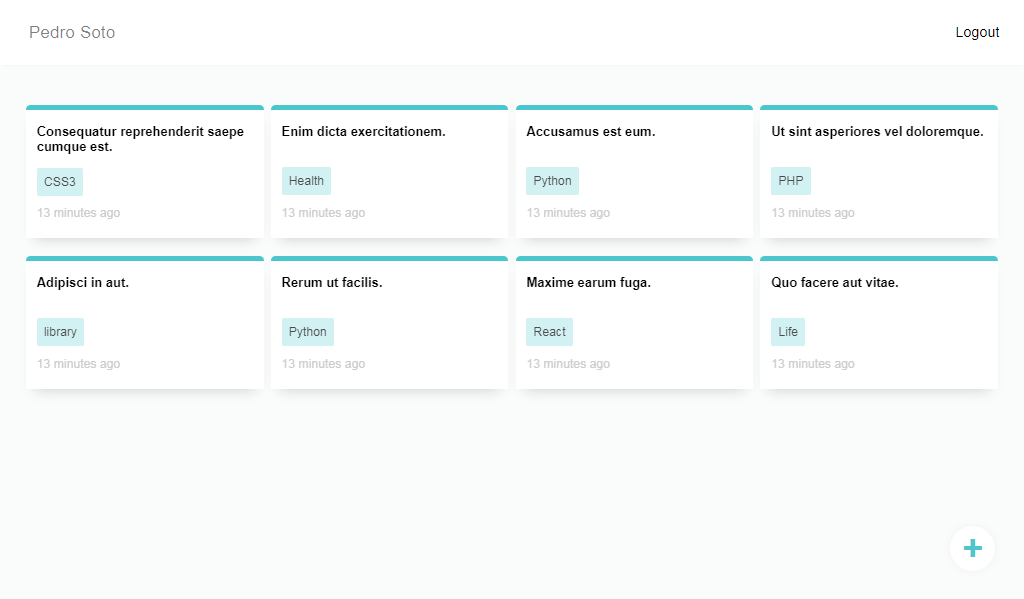 Pedro Soto
Logout
Consequatur reprehenderit saepe
cumque est.
CSS3
13 minutes ago
Enim dicta exercitationem.
Health
13 minutes ago
Accusamus est eum.
Python
13 minutes ago
Ut sint asperiores vel doloremque.
PHP
13 minutes ago
Adipisci in aut.
library
13 minutes ago
Rerum ut facilis.
Python
13 minutes ago
Maxime earum fuga.
React
13 minutes ago
Quo facere aut vitae.
Life
13 minutes ago
+